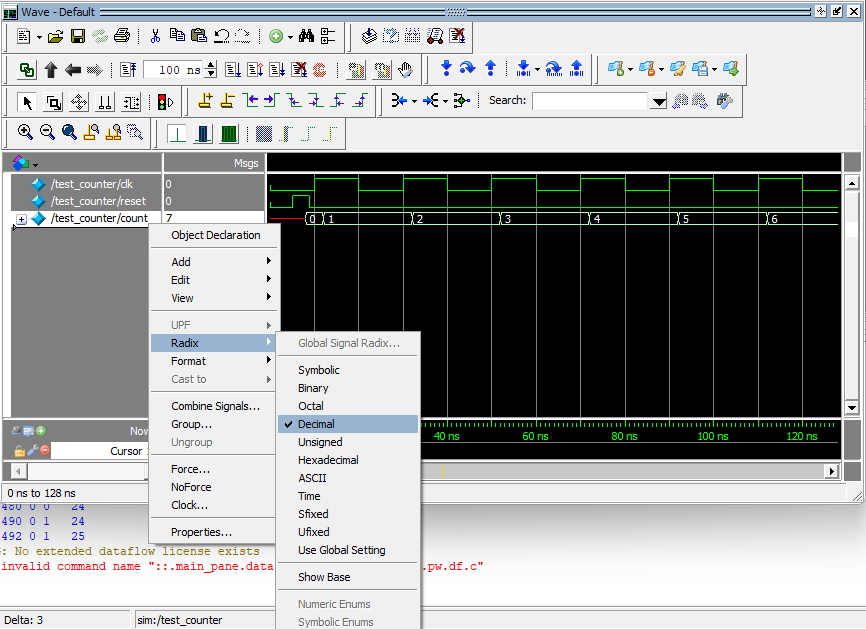 Wave - Default
100 ns
Search:
Msgs
/test_counter/clk 0
/test_counter/reset 0
/test_counter/count 7
0 1 2 3 4 5 6
Object Declaration
Add
Edit
View
UPF
Radix
Format
Cast to
Combine Signals...
Group...
Ungroup
Force...
NoForce
Clock...
Properties...
Global Signal Radix...
Symbolic
Binary
Octal
Decimal
Unsigned
Hexadecimal
ASCII
Time
Sfixed
Ufixed
Use Global Setting
Show Base
Numeric Enums
Symbolic Enums
Now
Cursor
40 ns 60 ns 80 ns 100 ns 120 ns
0 ns to 128 ns
480 0 0 24
490 0 1 24
492 0 1 25
: No extended dataflow license exists
invalid command name "::.main_pane.data
.pw.df.c"
Delta: 3
sim:/test_counter